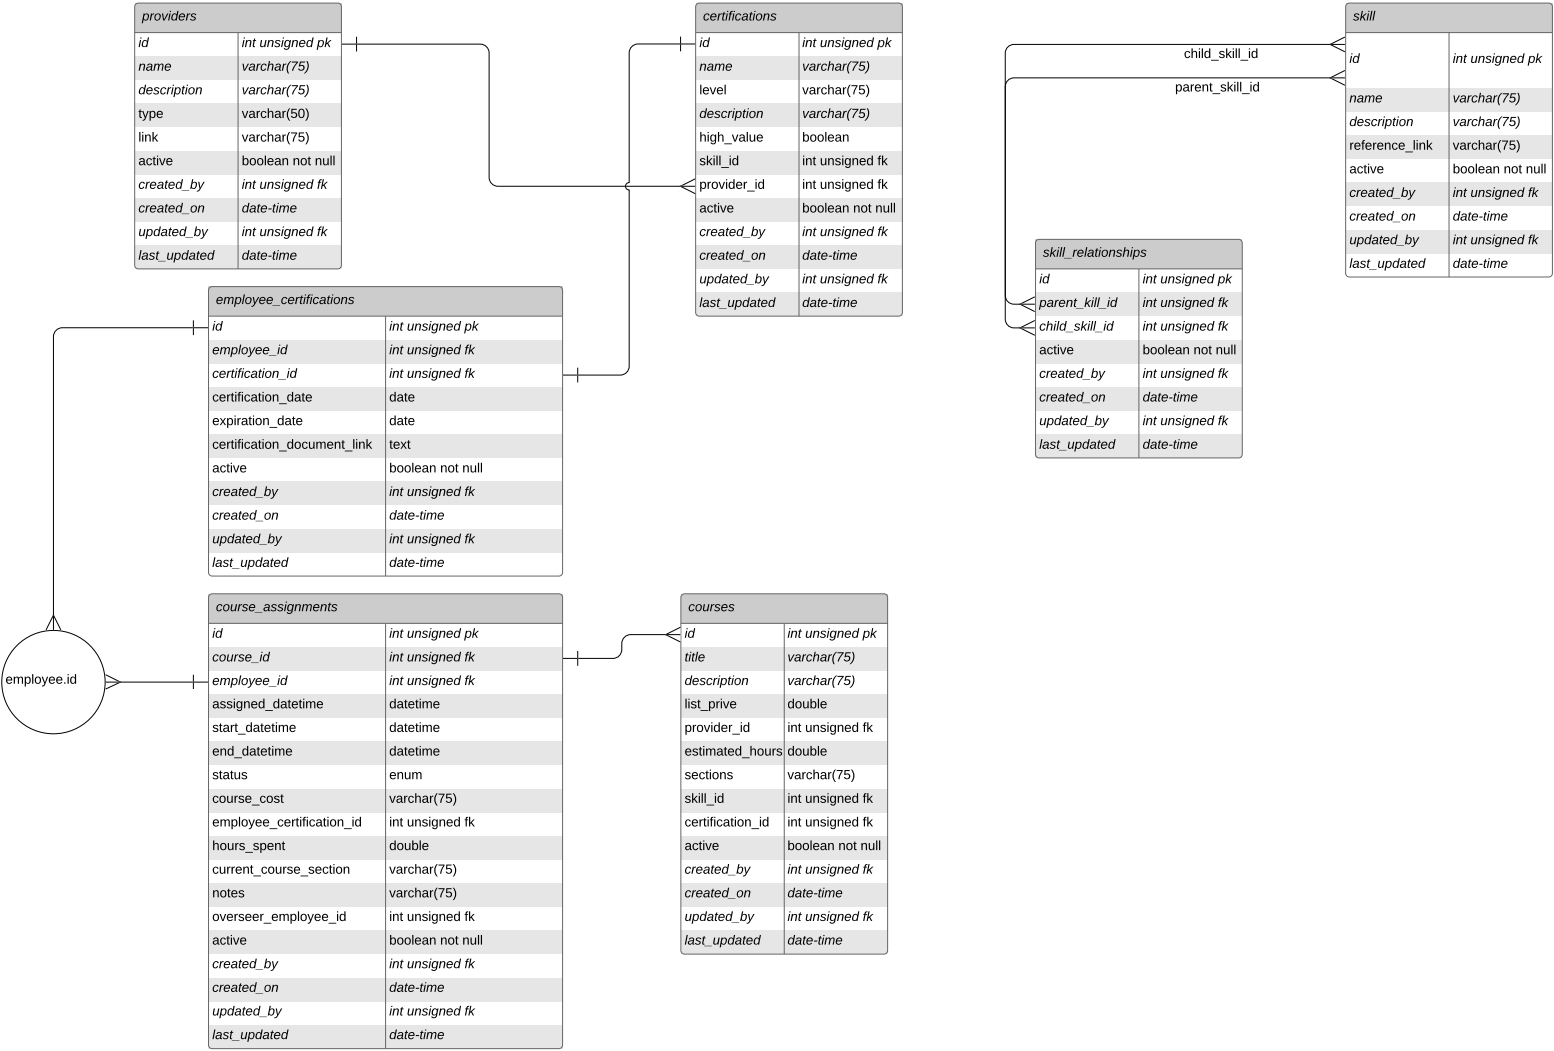 providers
id int unsigned pk
name varchar(75)
description varchar(75)
type varchar(50)
link varchar(75)
active boolean not null
created_by int unsigned fk
created_on date-time
updated_by int unsigned fk
last_updated date-time
certifications
id int unsigned pk
name varchar(75)
level varchar(75)
description varchar(75)
high_value boolean
skill_id int unsigned fk
provider_id int unsigned fk
active boolean not null
created_by int unsigned fk
created_on date-time
updated_by int unsigned fk
last_updated date-time
child_skill_id
parent_skill_id
skill
id int unsigned pk
name varchar(75)
description varchar(75)
reference_link varchar(75)
active boolean not null
created_by int unsigned fk
created_on date-time
updated_by int unsigned fk
last_updated date-time
skill_relationships
id int unsigned pk
parent_kill_id int unsigned fk
child_skill_id int unsigned fk
active boolean not null
created_by int unsigned fk
created_on date-time
updated_by int unsigned fk
last_updated date-time
employee_certifications
id int unsigned pk
employee_id int unsigned fk
certification_id int unsigned fk
certification_date date
expiration_date date
certification_document_link text
active boolean not null
created_by int unsigned fk
created_on date-time
updated_by int unsigned fk
last_updated date-time
employee.id
course_assignments
id int unsigned pk
course_id int unsigned fk
employee_id int unsigned fk
assigned_datetime datetime
start_datetime datetime
end_datetime datetime
status enum
course_cost varchar(75)
employee_certification_id int unsigned fk
hours_spent double
current_course_section varchar(75)
notes varchar(75)
overseer_employee_id int unsigned fk
active boolean not null
created_by int unsigned fk
created_on date-time
updated_by int unsigned fk
last_updated date-time
courses
id int unsigned pk
title varchar(75)
description varchar(75)
list_prive double
provider_id int unsigned fk
estimated_hours double
sections varchar(75)
skill_id int unsigned fk
certification_id int unsigned fk
active boolean not null
created_by int unsigned fk
created_on date-time
updated_by int unsigned fk
last_updated date-time